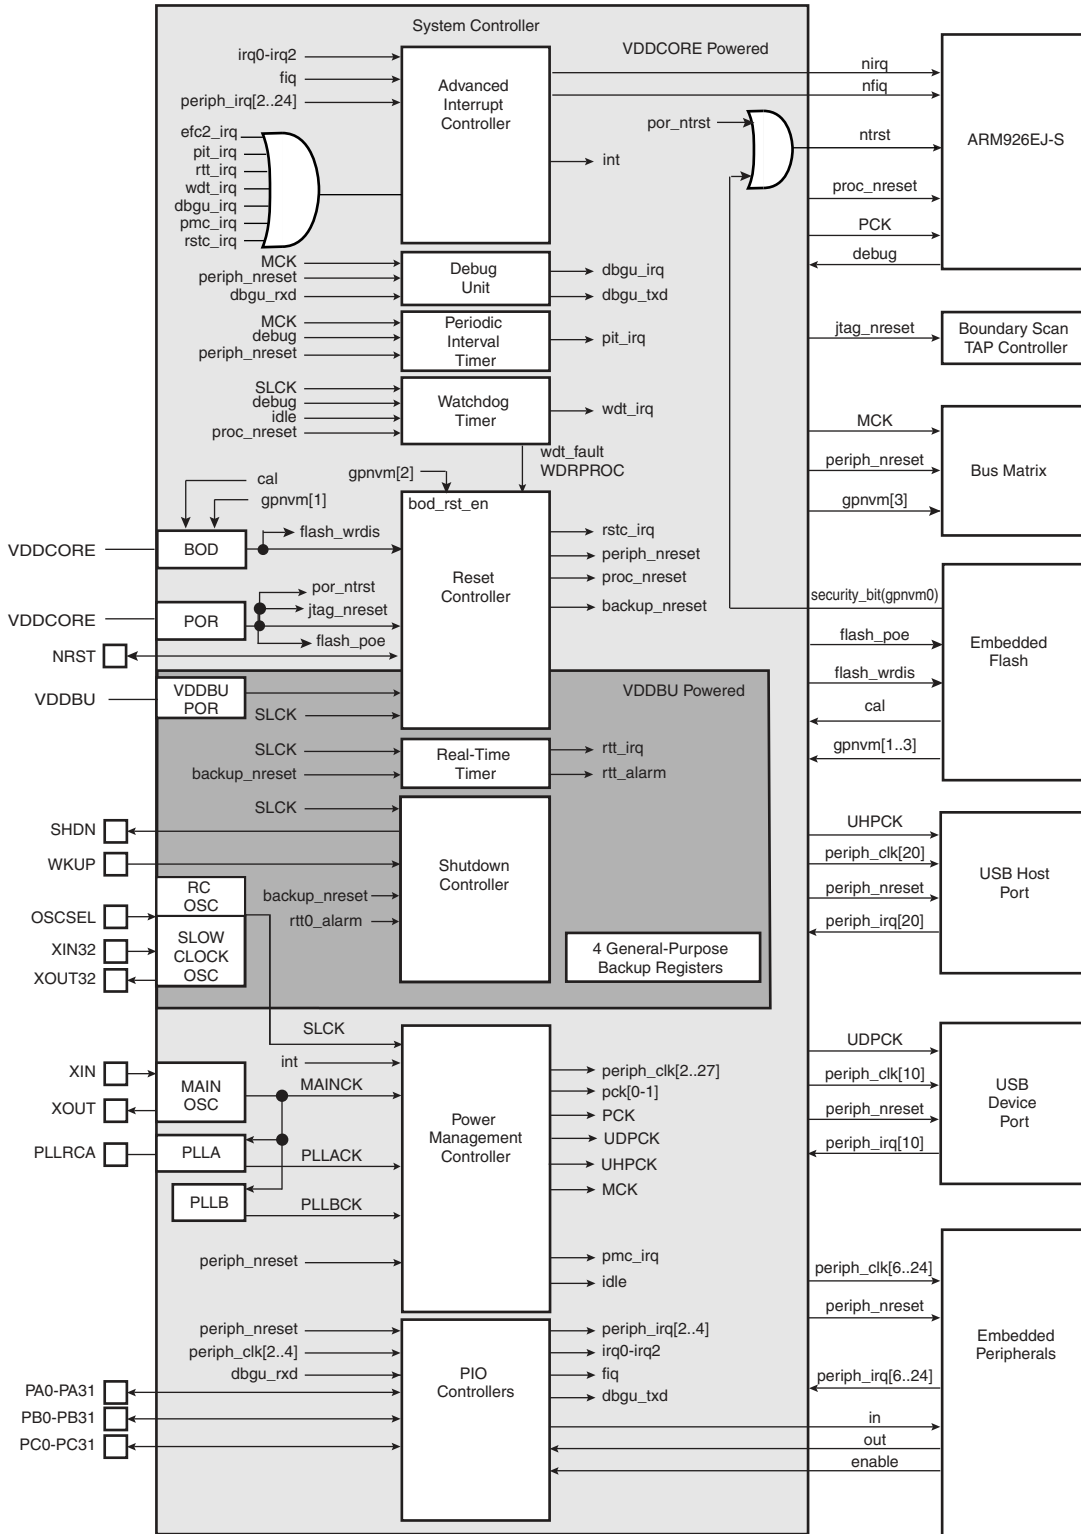 System Controller
VDDCORE Powered
irq0-irq2
fiq
periph_irq[2..24]
efc2_irq
pit_irq
rtt_irq
wdt_irq
dbgu_irq
pmc_irq
rstc_irq
Advanced
Interrupt
Controller
int
por_ntrst
nirq
nfiq
ntrst
proc_nreset
PCK
debug
ARM926EJ-S
MCK
periph_nreset
dbgu_rxd
Debug
Unit
dbgu_irq
dbgu_txd
MCK
debug
periph_nreset
Periodic
Interval
Timer
pit_irq
jtag_nreset
Boundary Scan
TAP Controller
SLCK
debug
idle
proc_nreset
Watchdog
Timer
wdt_irq
wdt_fault
WDRPROC
MCK
periph_nreset
gpnvm[3]
Bus Matrix
gpnvm[2]
cal
gpnvm[1]
bod_rst_en
VDDCORE
BOD
flash_wrdis
Reset
Controller
rstc_irq
periph_nreset
proc_nreset
backup_nreset
VDDCORE
POR
por_ntrst
jtag_nreset
flash_poe
NRST
security_bit(gpnvm0)
flash_poe
flash_wrdis
cal
gpnvm[1..3]
Embedded
Flash
VDDBU
VDDBU
POR
SLCK
VDDBU Powered
SLCK
backup_nreset
Real-Time
Timer
rtt_irq
rtt_alarm
SLCK
SHDN
WKUP
backup_nreset
rtt0_alarm
Shutdown
Controller
RC
OSC
OSCSEL
XIN32
XOUT32
SLOW
CLOCK
OSC
4 General-Purpose
Backup Registers
UHPCK
periph_clk[20]
periph_nreset
periph_irq[20]
USB Host
Port
SLCK
int
MAINCK
XIN
XOUT
MAIN
OSC
PLLRCA
PLLA
PLLACK
PLLB
PLLBCK
periph_nreset
Power
Management
Controller
periph_clk[2..27]
pck[0-1]
PCK
UDPCK
UHPCK
MCK
pmc_irq
idle
UDPCK
periph_clk[10]
periph_nreset
periph_irq[10]
USB
Device
Port
periph_nreset
periph_clk[2..4]
dbgu_rxd
PA0-PA31
PB0-PB31
PC0-PC31
PIO
Controllers
periph_irq[2..4]
irq0-irq2
fiq
dbgu_txd
periph_clk[6..24]
periph_nreset
periph_irq[6..24]
in
out
enable
Embedded
Peripherals